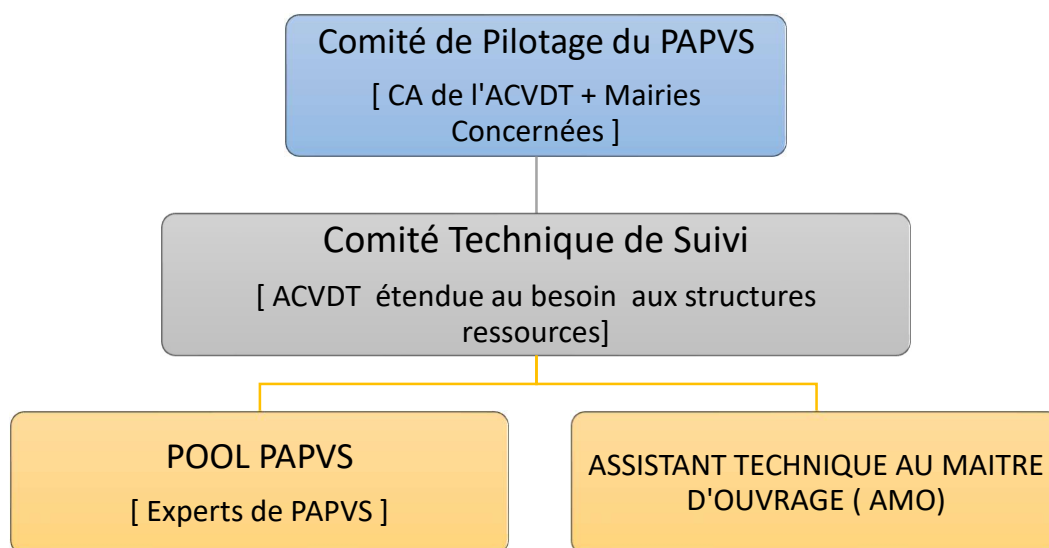 Comité de Pilotage du PAPVS
[ CA de l'ACVDT + Mairies
Concernées ]
Comité Technique de Suivi
[ ACVDT étendue au besoin aux structures
ressources]
POOL PAPVS
[ Experts de PAPVS ]
ASSISTANT TECHNIQUE AU MAITRE
D'OUVRAGE ( AMO)